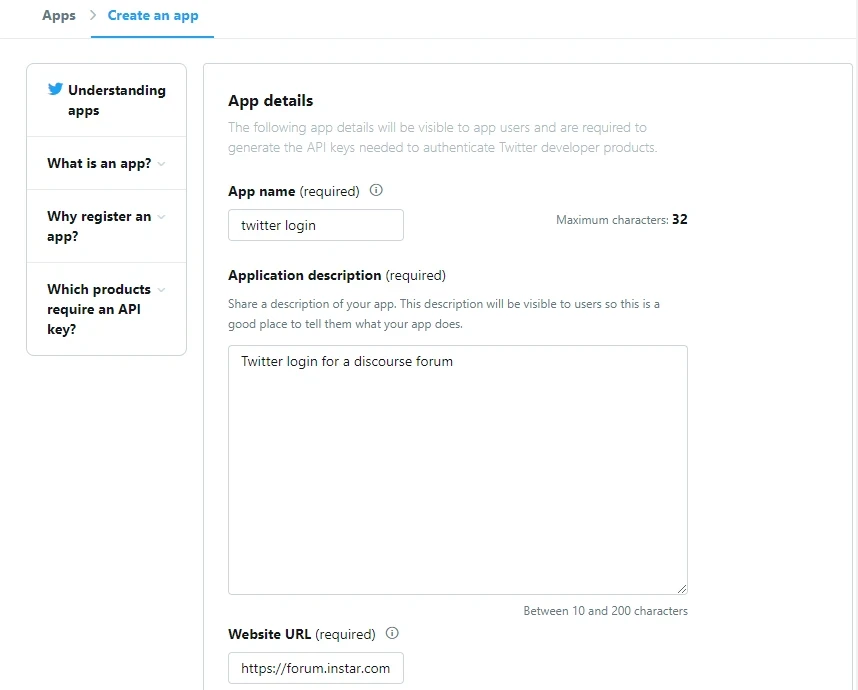 Apps
Create an app
Understanding
apps
What is an app?
Why register an
app?
Which products
require an API
key?
App details
The following app details will be visible to app users and are required to
generate the API keys needed to authenticate Twitter developer products.
App name (required)
twitter login
Maximum characters: 32
Application description (required)
Share a description of your app. This description will be visible to users so this is a
good place to tell them what your app does.
Twitter login for a discourse forum
Between 10 and 200 characters
Website URL (required)
https://forum.instar.com